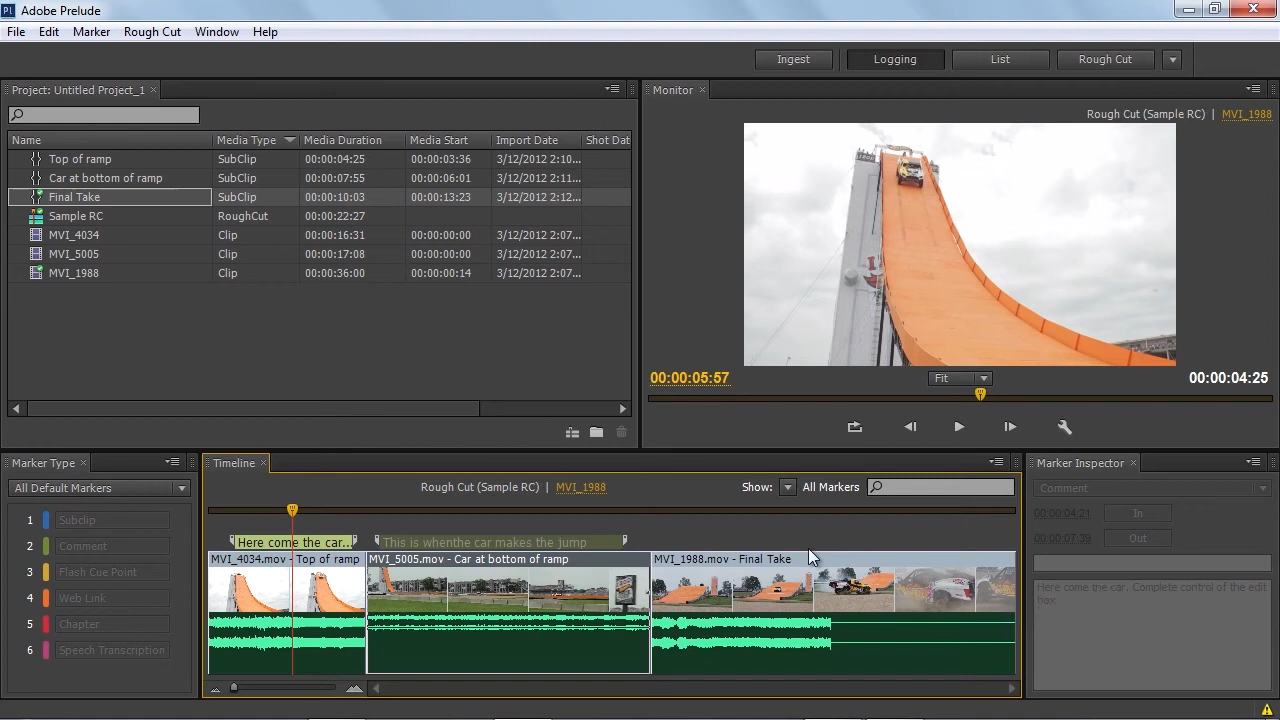 Pl Adobe Prelude
File Edit Marker Rough Cut Window Help
Ingest Logging List Rough Cut
Project: Untitled Project_1
Name Media Type Media Duration Media Start Import Date Shot Dat
Top of ramp SubClip 00:00:04:25 00:00:03:36 3/12/2012 2:10...
Car at bottom of ramp SubClip 00:00:07:55 00:00:06:01 3/12/2012 2:11...
Final Take SubClip 00:00:10:03 00:00:13:23 3/12/2012 2:12...
Sample RC RoughCut 00:00:22:27
MVI_4034 Clip 00:00:16:31 00:00:00:00 3/12/2012 2:07...
MVI_5005 Clip 00:00:17:08 00:00:00:00 3/12/2012 2:07...
MVI_1988 Clip 00:00:36:00 00:00:00:14 3/12/2012 2:07...
Monitor
Rough Cut (Sample RC) | MVI_1988
00:00:05:57 Fit 00:00:04:25
Marker Type
All Default Markers
1 Subclip
2 Comment
3 Flash Cue Point
4 Web Link
5 Chapter
6 Speech Transcription
Timeline
Rough Cut (Sample RC) | MVI_1988 Show: All Markers
Here come the car... This is whenthe car makes the jump
MVI_4034.mov - Top of ramp MVI_5005.mov - Car at bottom of ramp MVI_1988.mov - Final Take
Marker Inspector
Comment
00:00:04:21 In
00:00:07:39 Out
Here come the car. Complete control of the edit
box